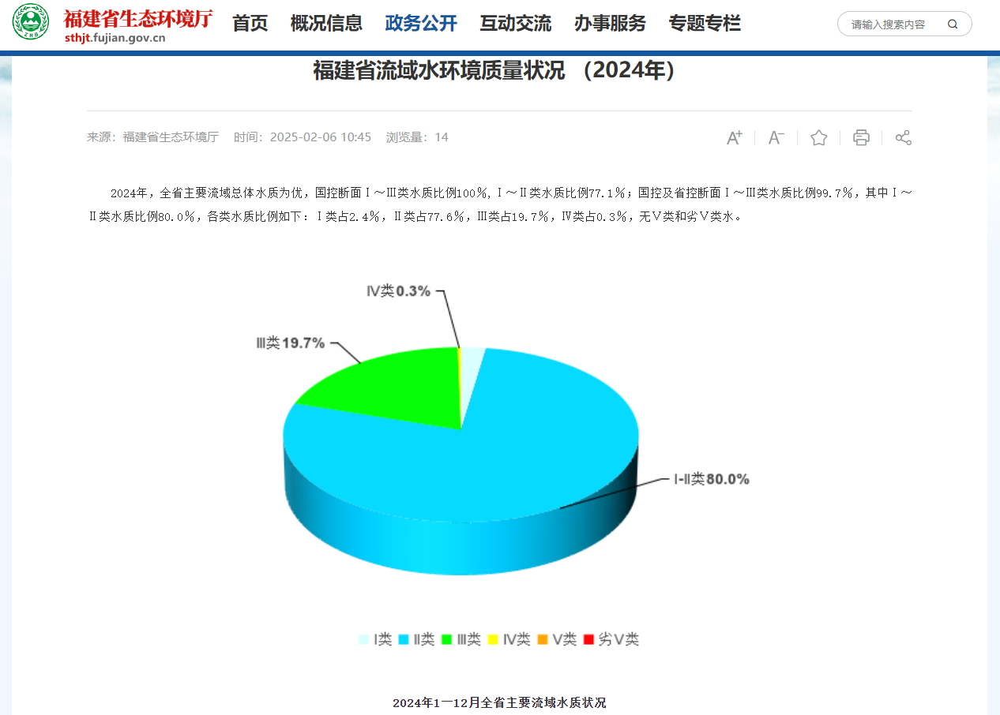 福建省生态环境厅
sthjt.fujian.gov.cn
首页 概况信息 政务公开 互动交流 办事服务 专题专栏
请输入搜索内容
福建省流域水环境质量状况 （2024年）
来源：福建省生态环境厅 时间：2025-02-06 10:45 浏览量：14
A+ A-
2024年，全省主要流域总体水质为优，国控断面Ⅰ～Ⅲ类水质比例100%,Ⅰ～Ⅱ类水质比例77.1%；国控及省控断面Ⅰ～Ⅲ类水质比例99.7%，其中Ⅰ～
Ⅱ类水质比例80.0%，各类水质比例如下：Ⅰ类占2.4%，Ⅱ类占77.6%，Ⅲ类占19.7%，Ⅳ类占0.3%，无Ⅴ类和劣Ⅴ类水。
Ⅳ类0.3%
Ⅲ类19.7%
Ⅰ-Ⅱ类80.0%
Ⅰ类 Ⅱ类 Ⅲ类 Ⅳ类 Ⅴ类 劣Ⅴ类
2024年1—12月全省主要流域水质状况